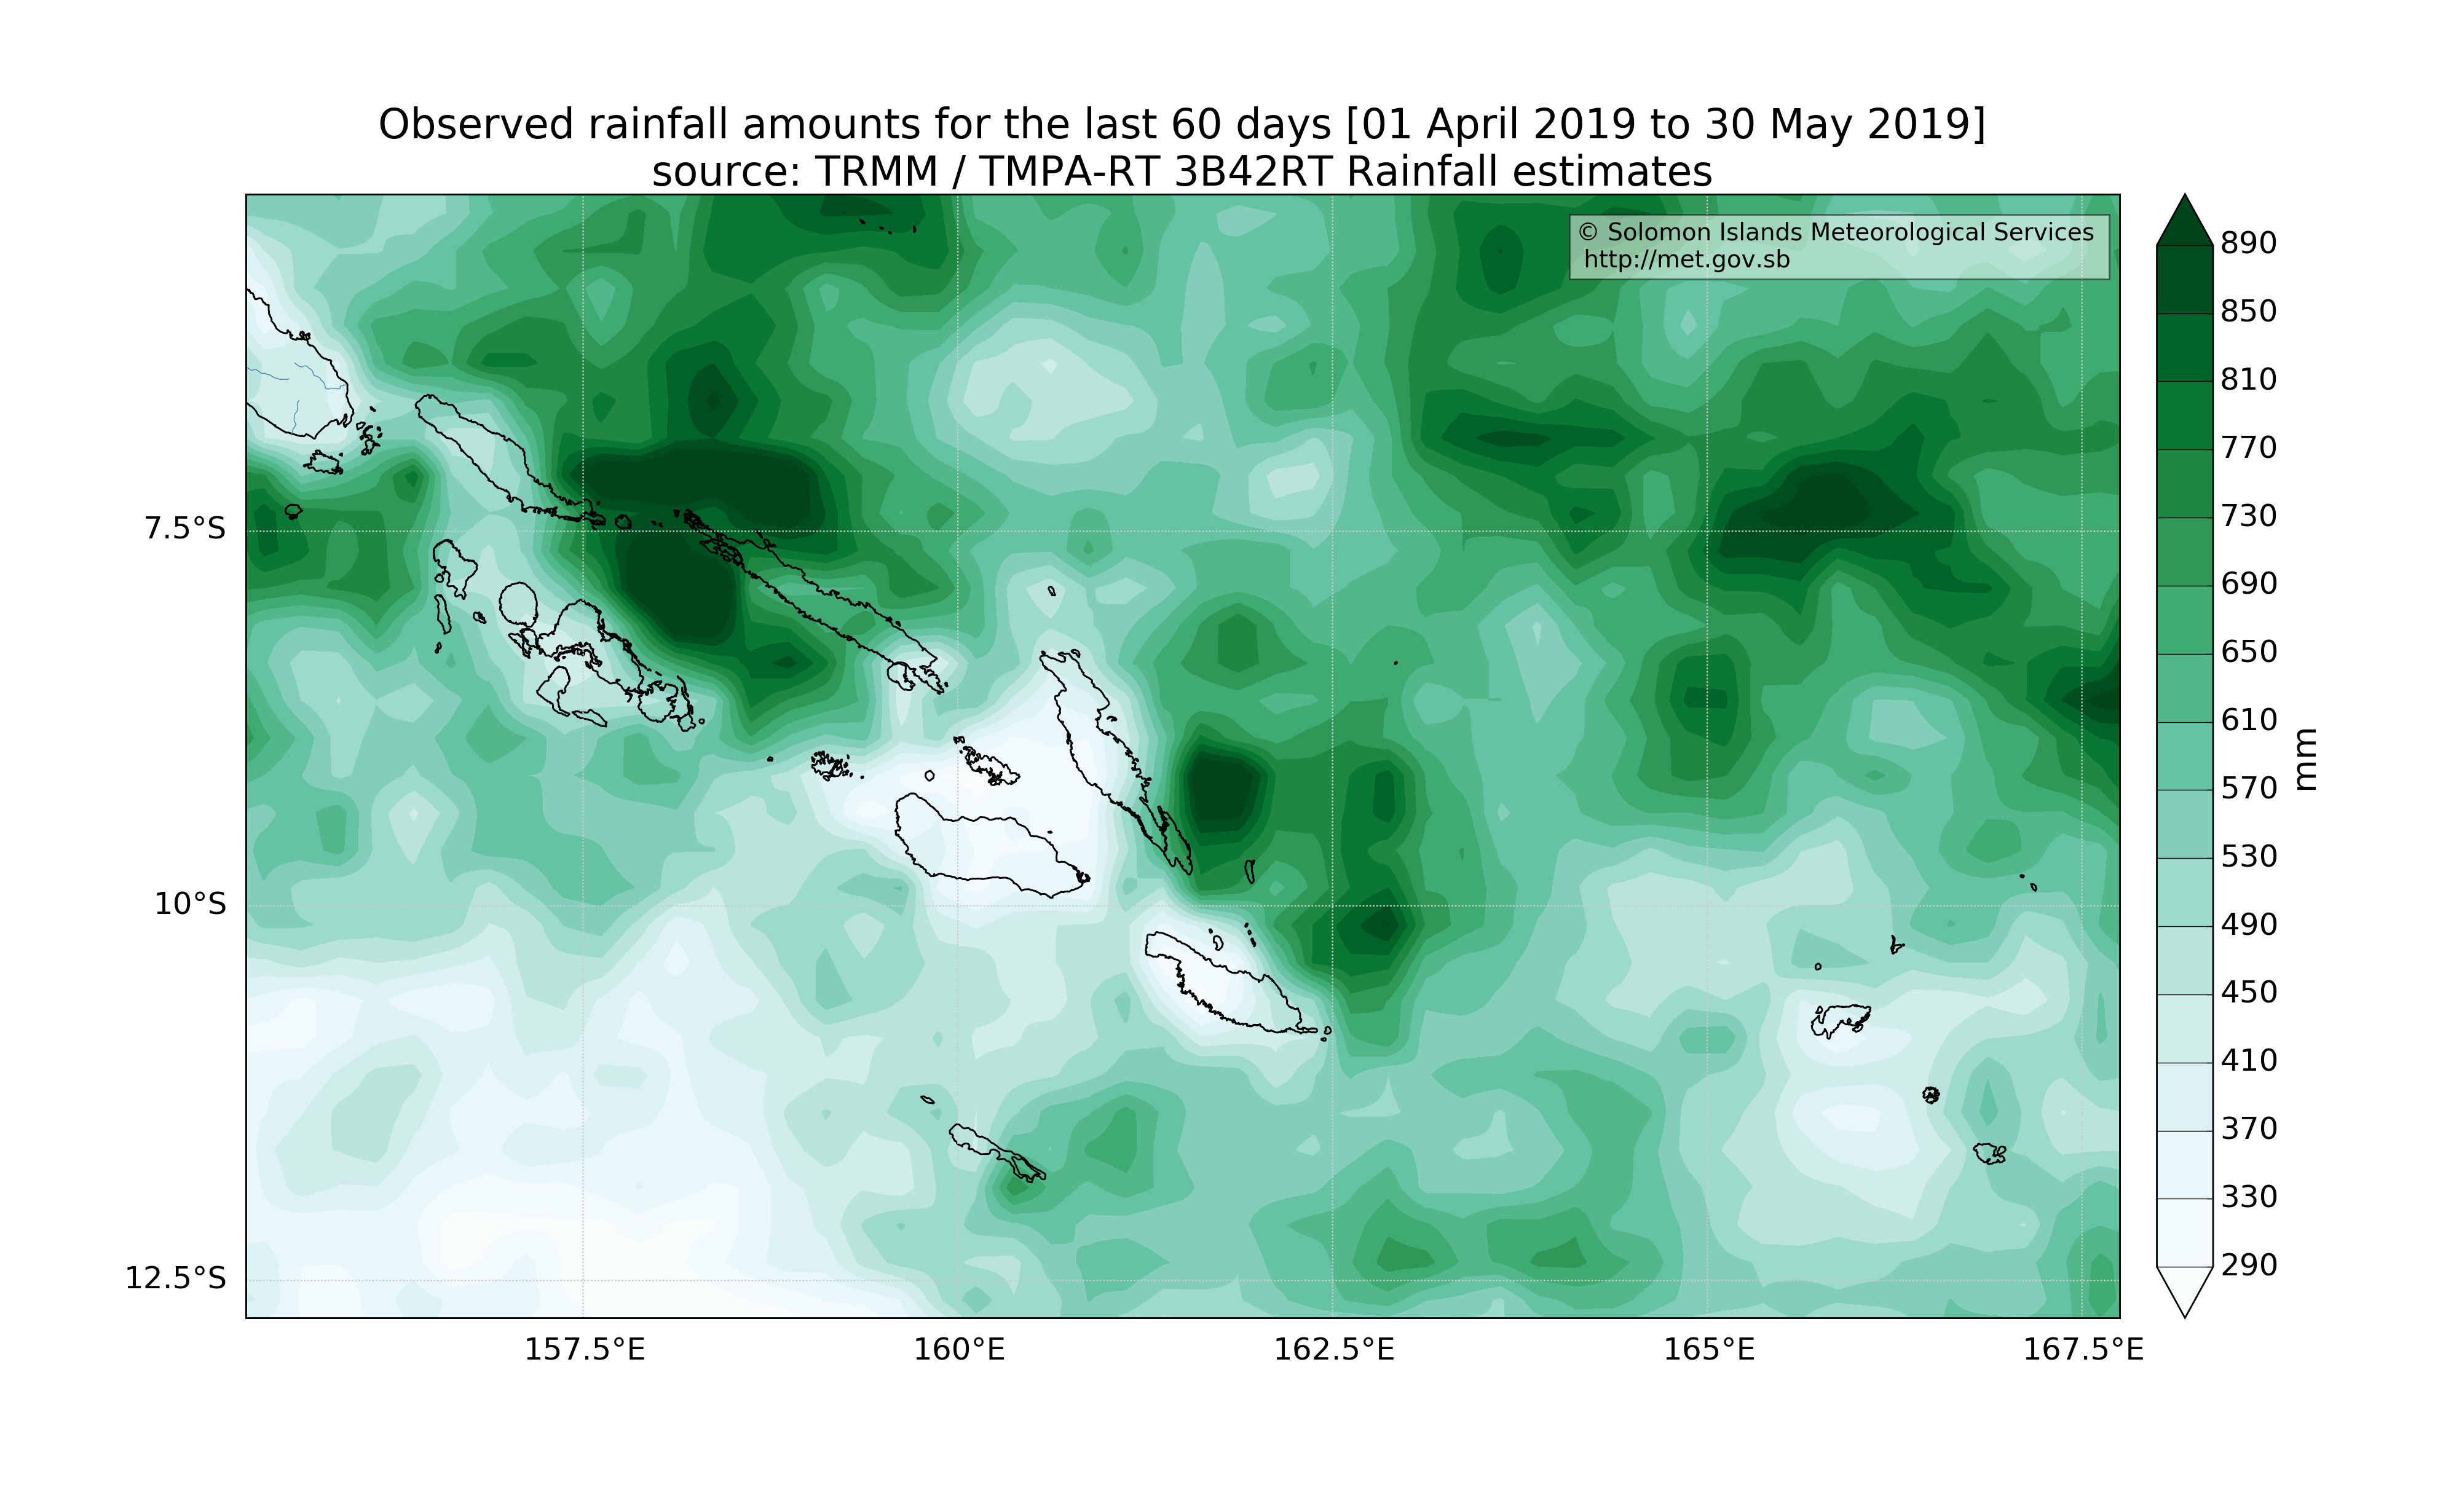 Observed rainfall amounts for the last 60 days [01 April 2019 to 30 May 2019]
source: TRMM / TMPA-RT 3B42RT Rainfall estimates
© Solomon Islands Meteorological Services
http://met.gov.sb
7.5°S
10°S
12.5°S
157.5°E
160°E
162.5°E
165°E
167.5°E
890
850
810
770
730
690
650
610
570
530
490
450
410
370
330
290
mm